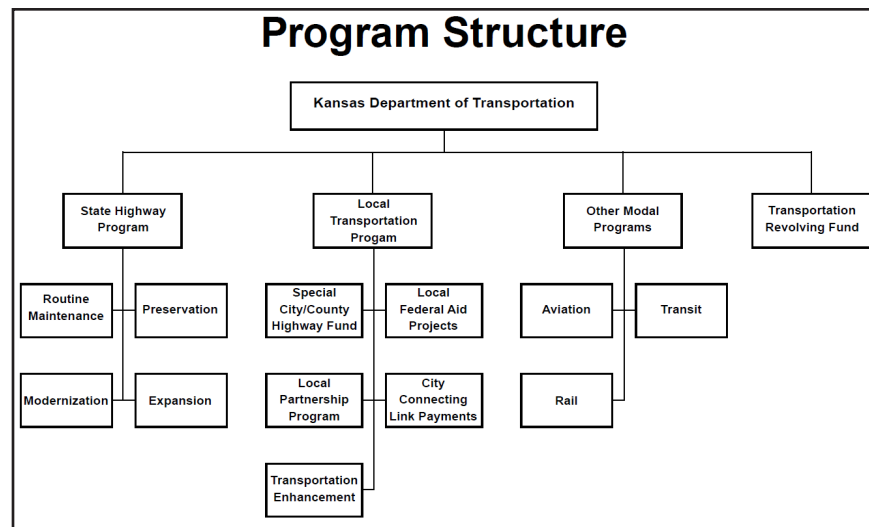 Program Structure
Kansas Department of Transportation
State Highway
Program
Local
Transportation
Progam
Other Modal
Programs
Transportation
Revolving Fund
Routine
Maintenance
Preservation
Modernization
Expansion
Special
City/County
Highway Fund
Local
Federal Aid
Projects
Local
Partnership
Program
City
Connecting
Link Payments
Transportation
Enhancement
Aviation
Transit
Rail